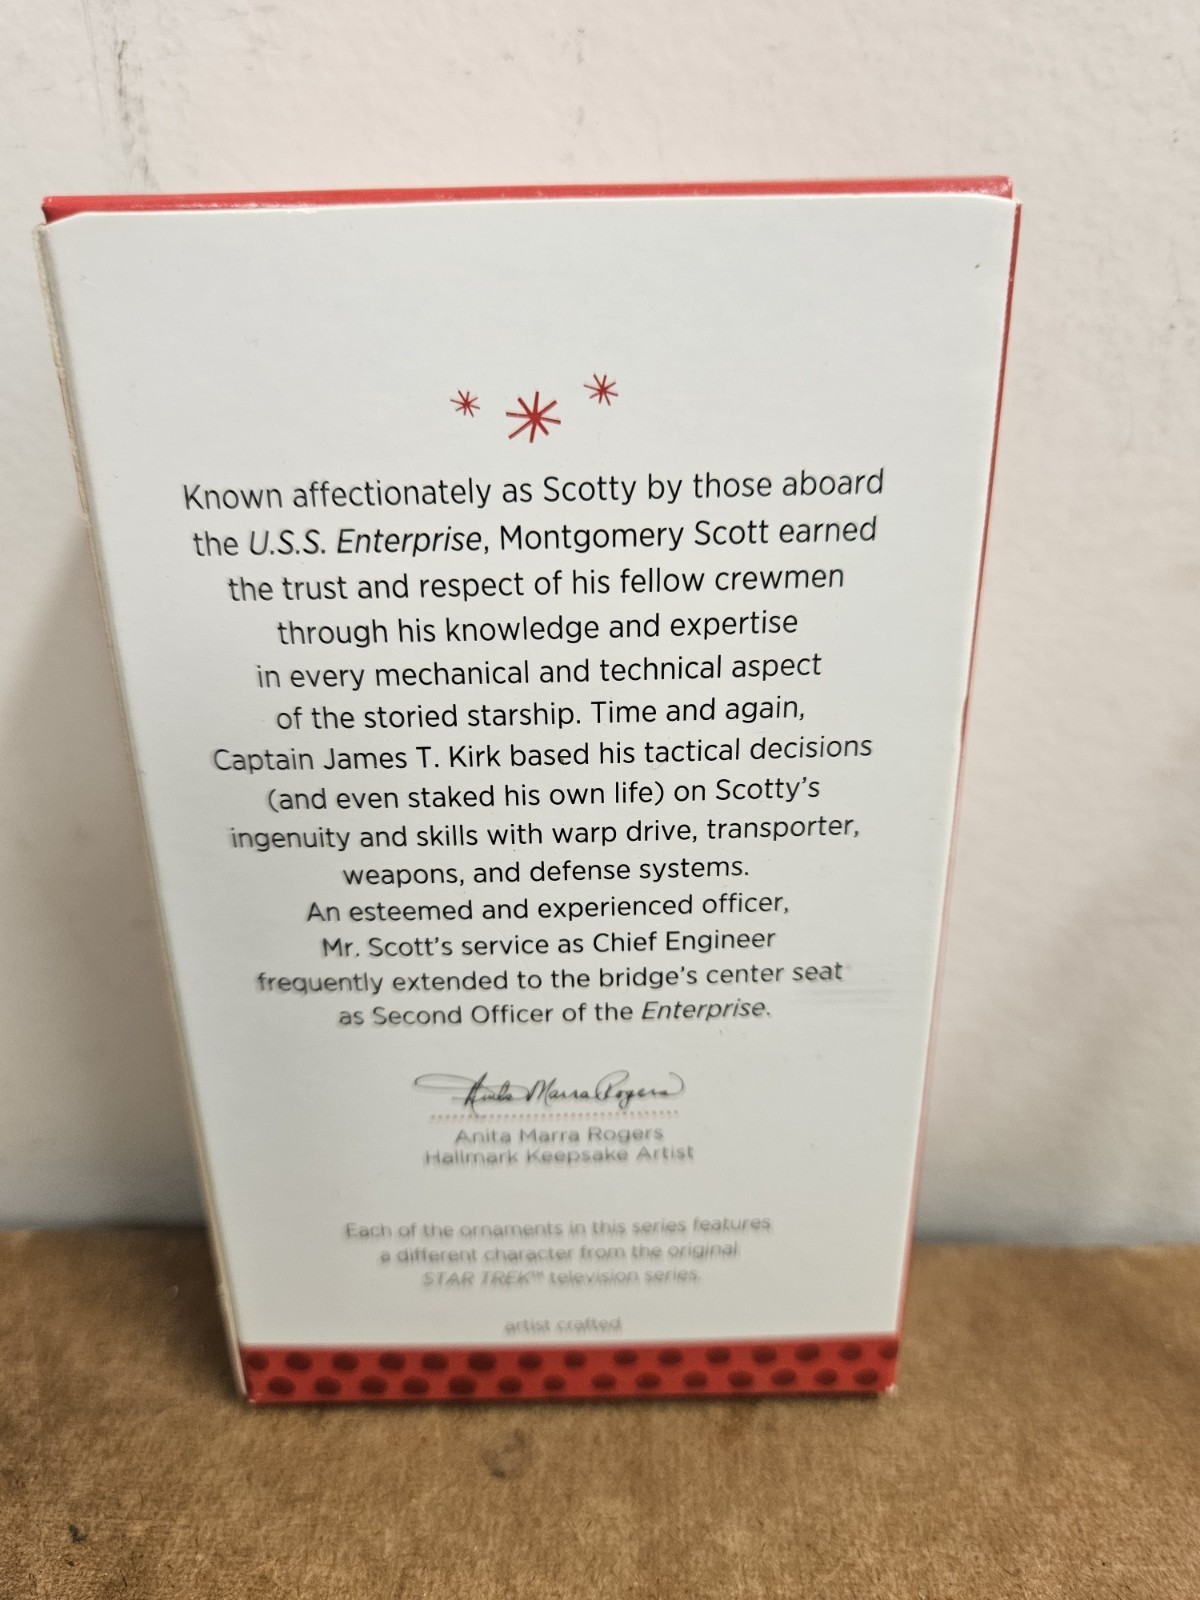 Known affectionately as Scotty by those aboard
the U.S.S. Enterprise, Montgomery Scott earned
the trust and respect of his fellow crewmen
through his knowledge and expertise
in every mechanical and technical aspect
of the storied starship. Time and again,
Captain James T. Kirk based his tactical decisions
(and even staked his own life) on Scotty's
ingenuity and skills with warp drive, transporter,
weapons, and defense systems.
An esteemed and experienced officer,
Mr. Scott's service as Chief Engineer
frequently extended to the bridge's center seat
as Second Officer of the Enterprise.
Anita Marra Rogers
Anita Marra Rogers
Hallmark Keepsake Artist
Each of the ornaments in this series features
a different character from the original
STAR TREK™ television series.
artist crafted